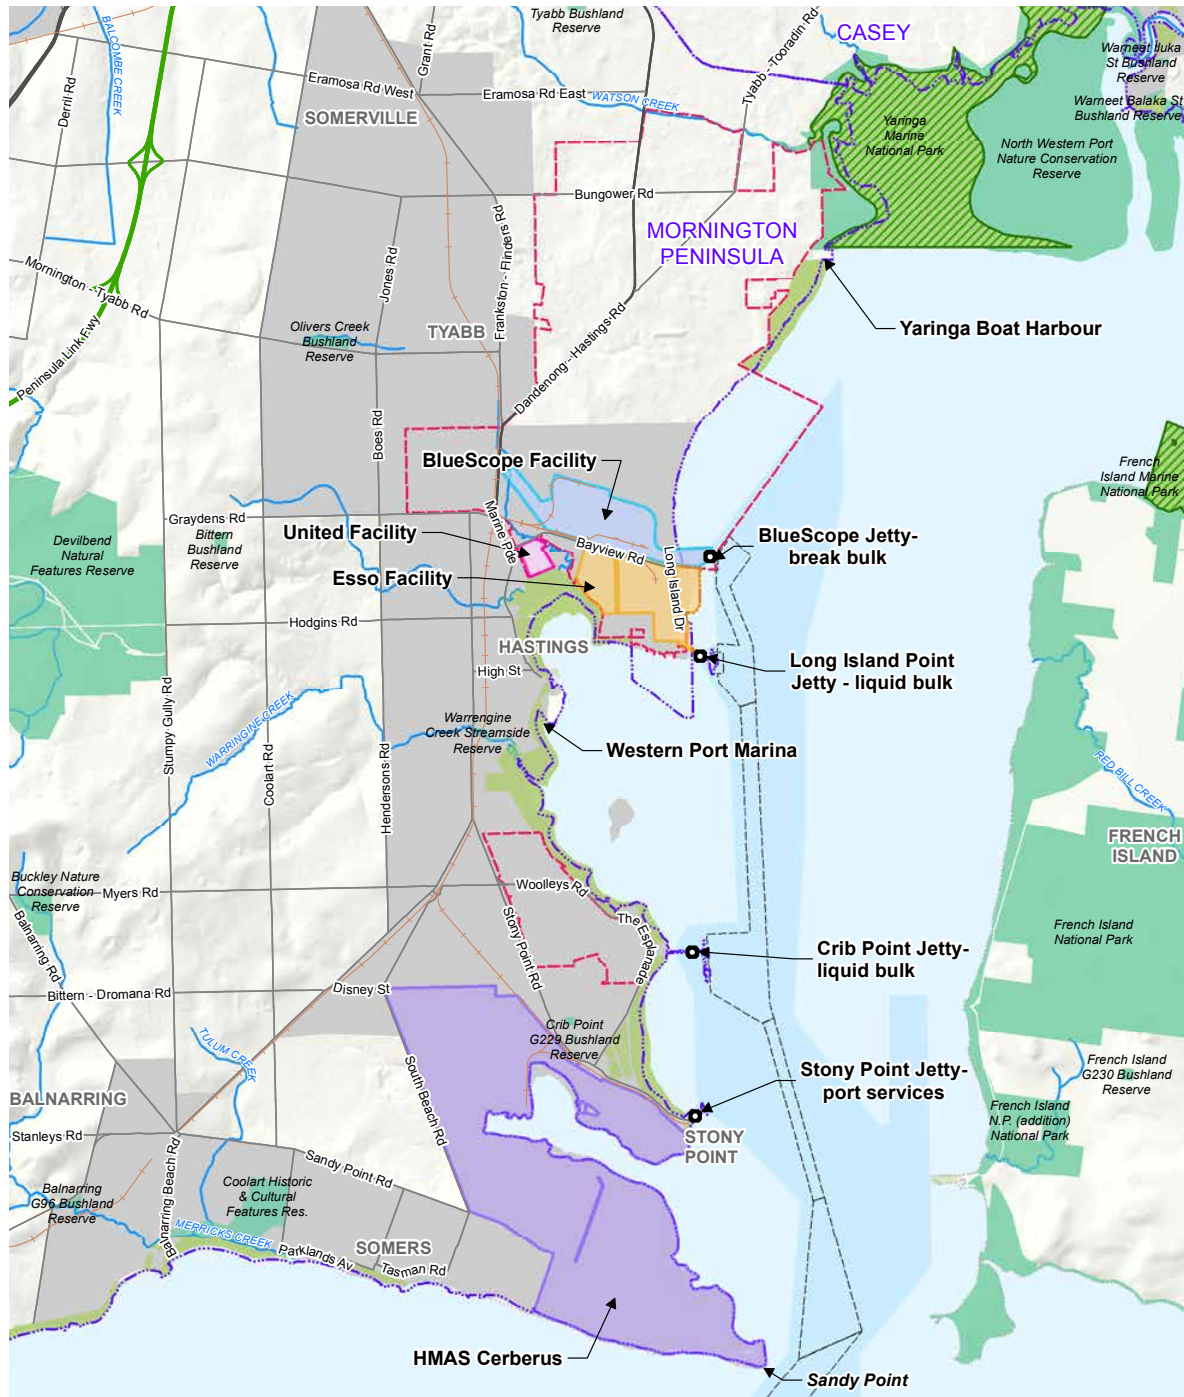 Tyabb Bushland
Reserve
CASEY
Warneet Iluka
St Bushland
Reserve
Warneet Balaka St
Bushland Reserve
BALCOMBE CREEK
Derril Rd
Grant Rd
Eramosa Rd West
Eramosa Rd East
WATSON CREEK
Tyabb - Tooradin Rd
SOMERVILLE
Yaringa
Marine
National Park
North Western Port
Nature Conservation
Reserve
Bungower Rd
MORNINGTON
PENINSULA
Jones Rd
Frankston - Flinders Rd
Mornington - Tyabb Rd
Peninsula Link Fwy
Olivers Creek
Bushland
Reserve
TYABB
Yaringa Boat Harbour
Dandenong - Hastings Rd
Boes Rd
BlueScope Facility
French
Island Marine
National Park
Graydens Rd
Bittern
Bushland
Reserve
Devilbend
Natural
Features Reserve
United Facility
Marine Pde
Bayview Rd
Long Island Dr
BlueScope Jetty-
break bulk
Esso Facility
Hodgins Rd
HASTINGS
High St
Long Island Point
Jetty - liquid bulk
Stumpy Gully Rd
WARRINGINE CREEK
Coolart Rd
Hendersons Rd
Warrengine
Creek Streamside
Reserve
Western Port Marina
RED BILL CREEK
FRENCH
ISLAND
Buckley Nature
Conservation
Reserve
Myers Rd
Woolleys Rd
Balnarring Rd
Stony Point Rd
The Esplanade
French Island
National Park
Crib Point Jetty-
liquid bulk
Bittern - Dromana Rd
Disney St
TULUM CREEK
Crib Point
G229 Bushland
Reserve
South Beach Rd
Stony Point Jetty-
port services
French Island
G230 Bushland
Reserve
BALNARRING
French Island
N.P. (addition)
National Park
Stanleys Rd
STONY
POINT
Balnarring Beach Rd
Sandy Point Rd
Balnarring
G96 Bushland
Reserve
Coolart Historic
& Cultural
Features Res.
MERRICKS CREEK
Parklands Av
SOMERS
Tasman Rd
HMAS Cerberus
Sandy Point